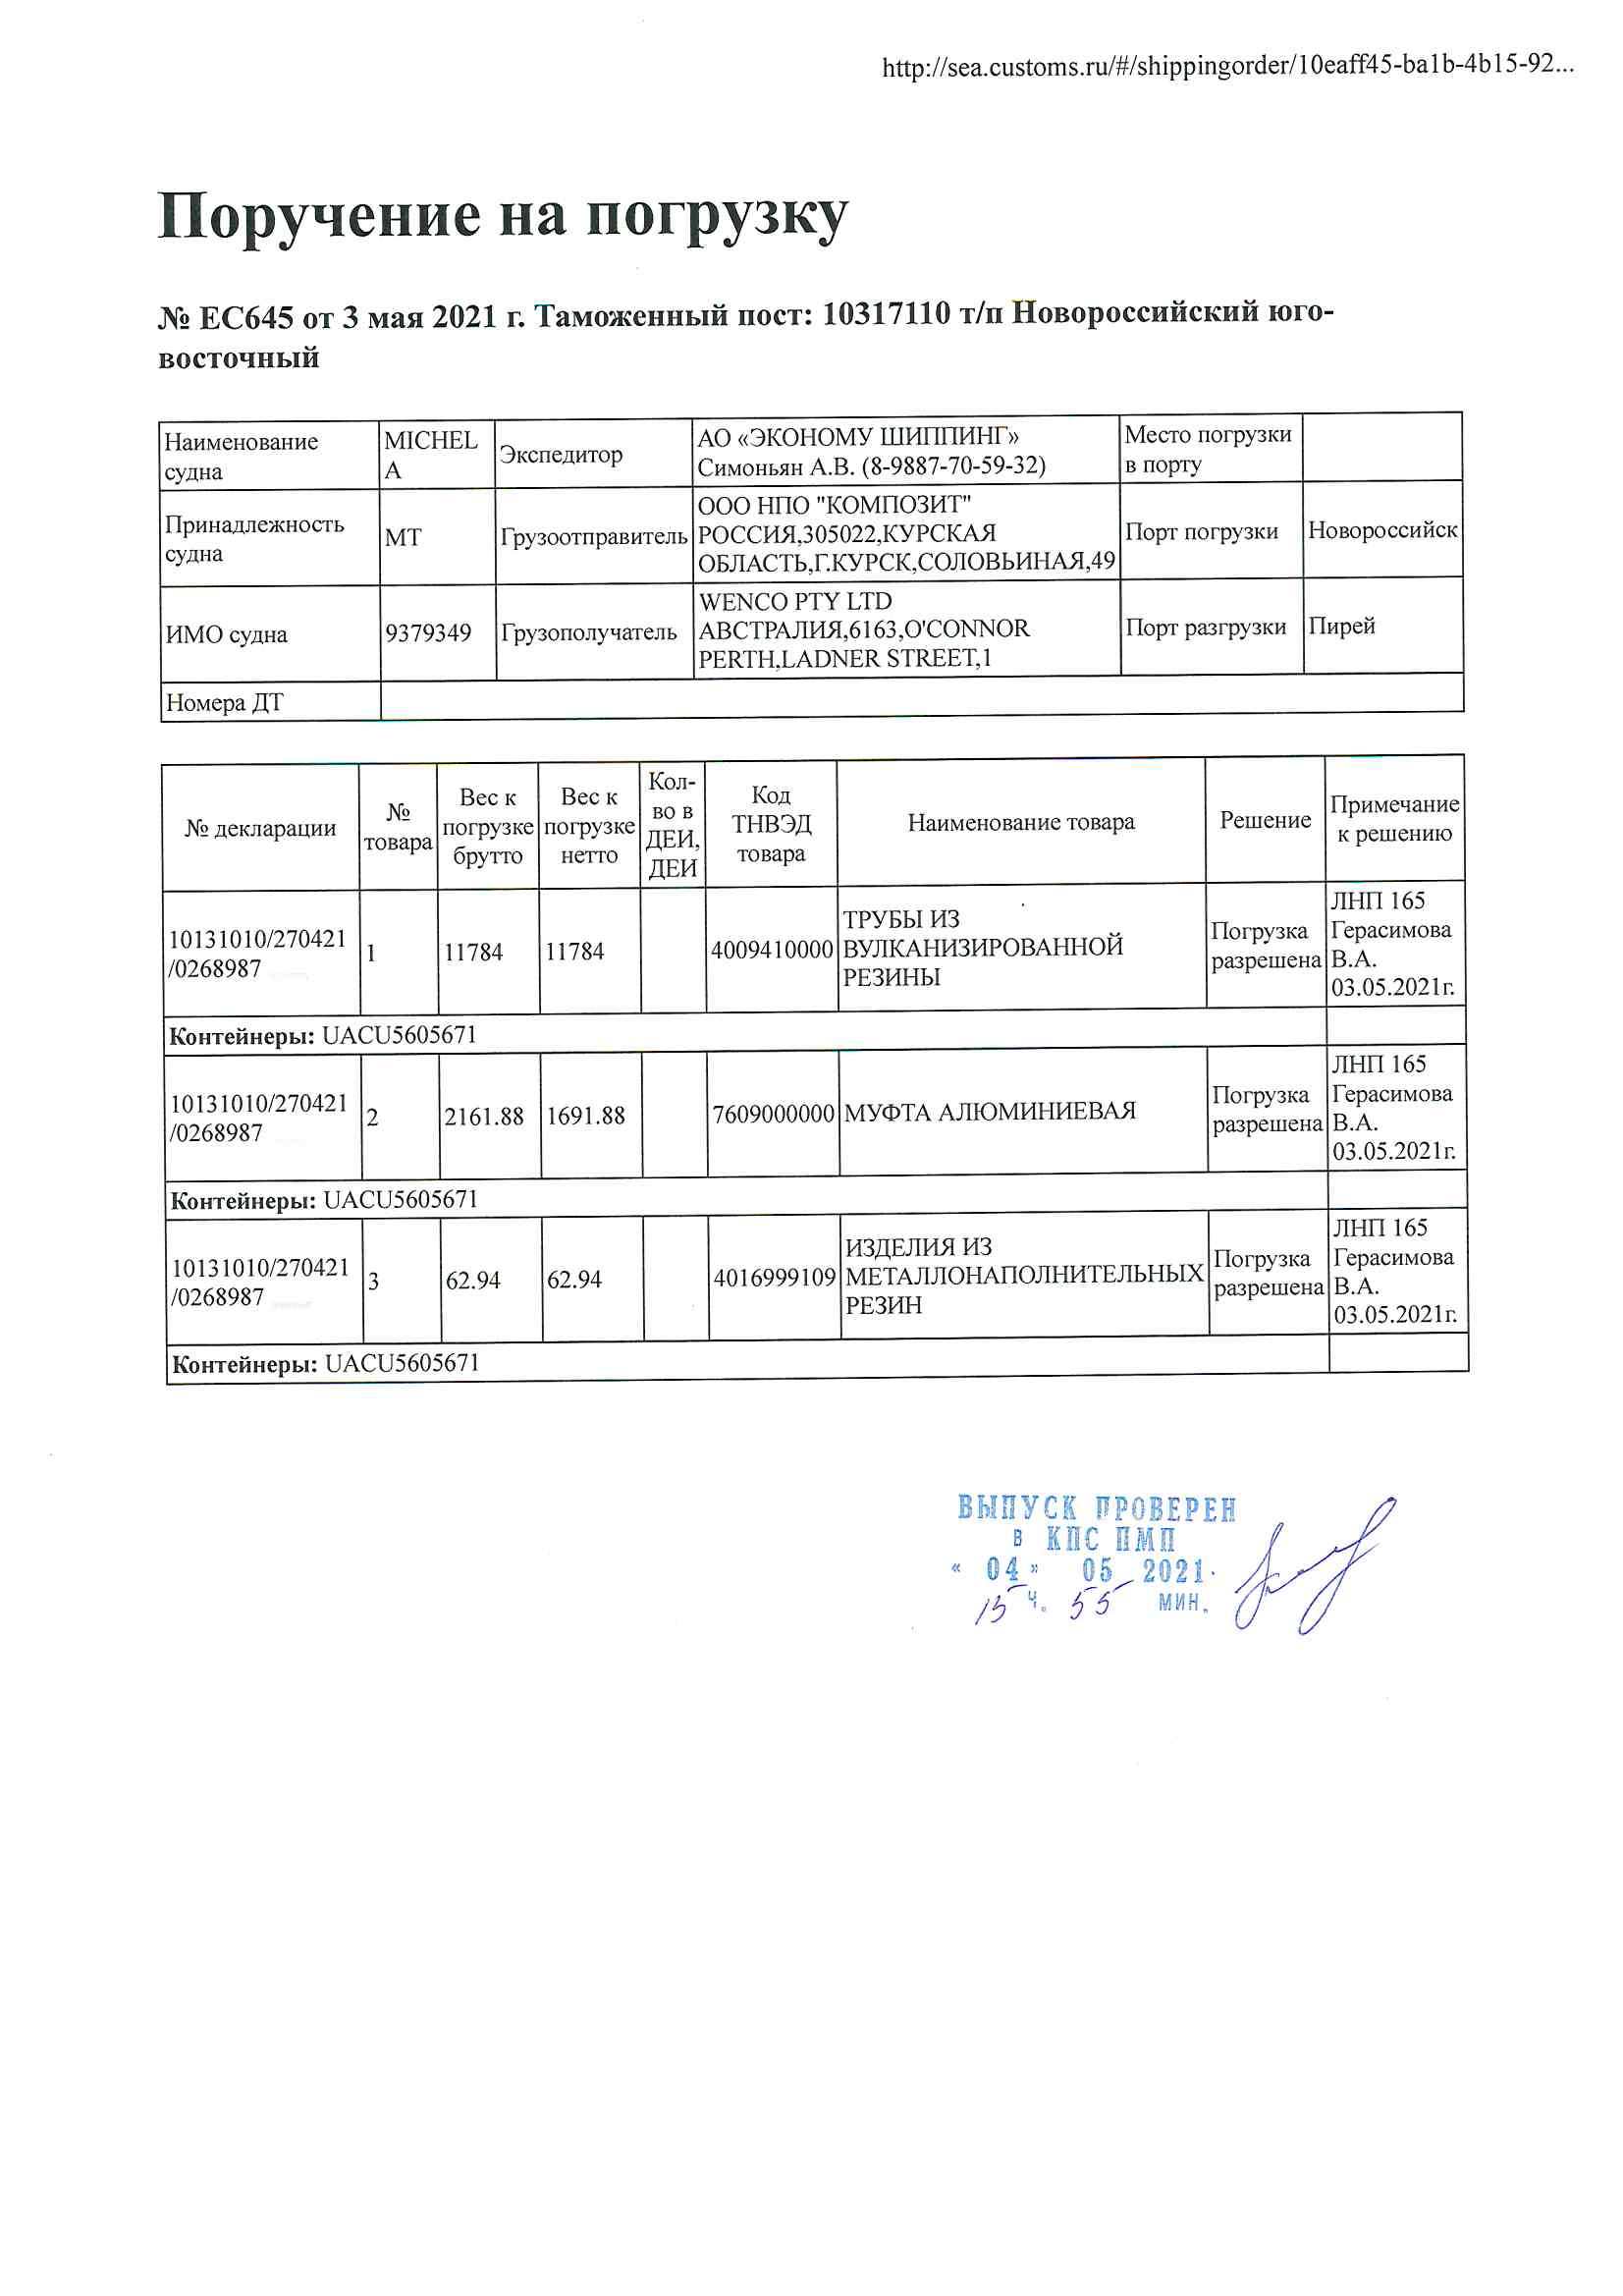 http://sea.customs.ru/#/shippingorder/10eaff45-ba1b-4b15-92...
Поручение на погрузку
№ ЕС645 от 3 мая 2021 г. Таможенный пост: 10317110 т/п Новороссийский юго-
восточный
Наименование
судна
MICHEL
A
Экспедитор
АО «ЭКОНОМУ ШИППИНГ»
Симоньян А.В. (8-9887-70-59-32)
Место погрузки
в порту
Принадлежность
судна
МТ
Грузоотправитель
ООО НПО "КОМПОЗИТ"
РОССИЯ,305022,КУРСКАЯ
ОБЛАСТЬ,Г.КУРСК,СОЛОВЬИНАЯ,49
Порт погрузки
Новороссийск
ИМО судна
9379349
Грузополучатель
WENCO PTY LTD
АВСТРАЛИЯ,6163,O'CONNOR
PERTH,LADNER STREET,1
Порт разгрузки
Пирей
Номера ДТ
№ декларации
№
товара
Вес к
погрузке
брутто
Вес к
погрузке
нетто
Кол-
во в
ДЕИ,
ДЕИ
Код
ТНВЭД
товара
Наименование товара
Решение
Примечание
к решению
10131010/270421
/0268987
1
11784
11784
4009410000
ТРУБЫ ИЗ
ВУЛКАНИЗИРОВАННОЙ
РЕЗИНЫ
Погрузка
разрешена
ЛНП 165
Герасимова
В.А.
03.05.2021г.
Контейнеры: UACU5605671
10131010/270421
/0268987
2
2161.88
1691.88
7609000000
МУФТА АЛЮМИНИЕВАЯ
Погрузка
разрешена
ЛНП 165
Герасимова
В.А.
03.05.2021г.
Контейнеры: UACU5605671
10131010/270421
/0268987
3
62.94
62.94
4016999109
ИЗДЕЛИЯ ИЗ
МЕТАЛЛОНАПОЛНИТЕЛЬНЫХ
РЕЗИН
Погрузка
разрешена
ЛНП 165
Герасимова
В.А.
03.05.2021г.
Контейнеры: UACU5605671
ВЫПУСК ПРОВЕРЕН
в КПС ПМП
« 04 » 05 2021.
15 ч. 55 мин.